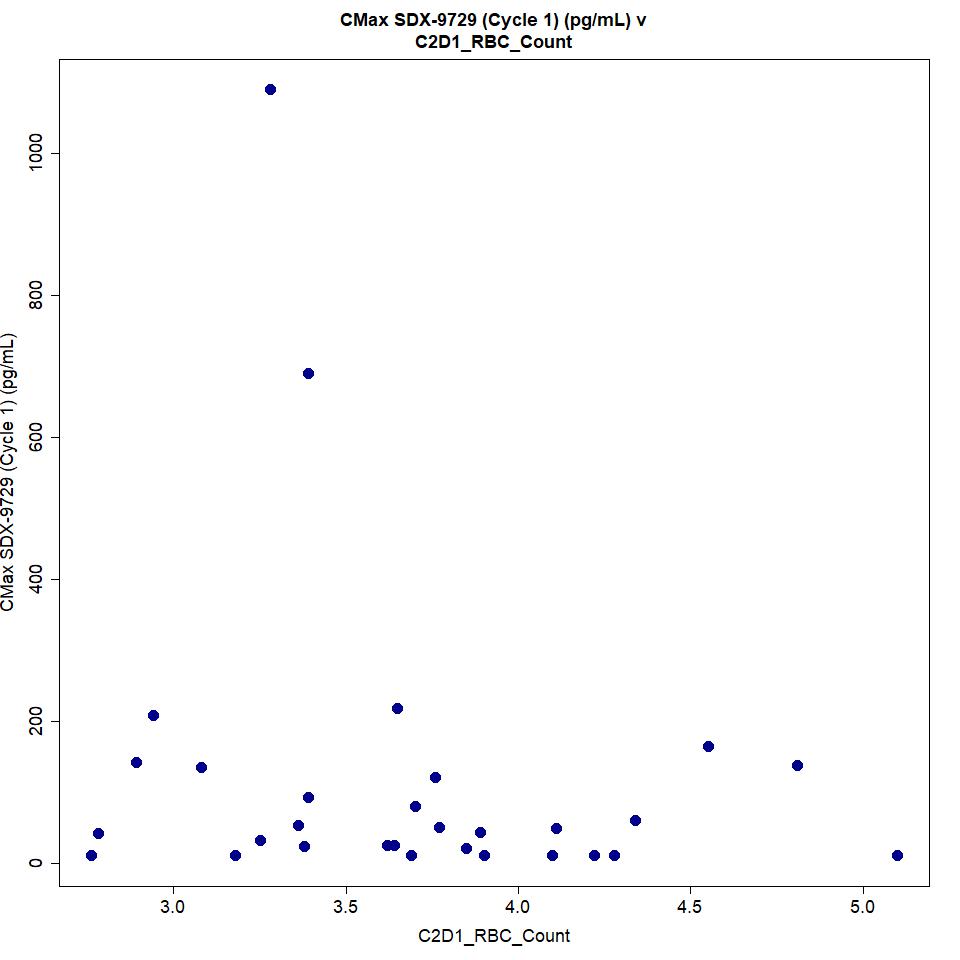 CMax SDX-9729 (Cycle 1) (pg/mL) v
C2D1_RBC_Count
1000
800
600
400
200
0
CMax SDX-9729 (Cycle 1) (pg/mL)
3.0 3.5 4.0 4.5 5.0
C2D1_RBC_Count